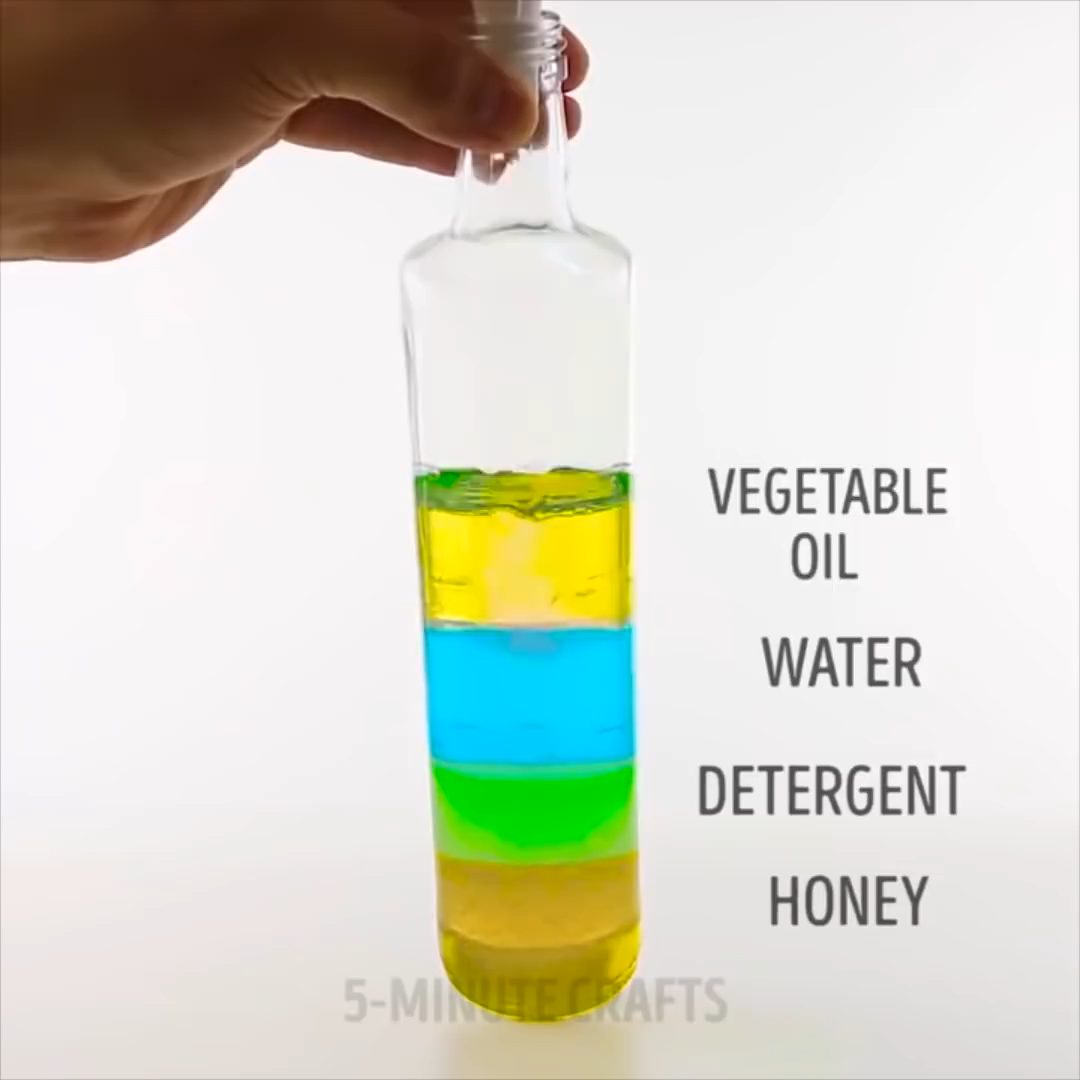 VEGETABLE
OIL
WATER
DETERGENT
HONEY
5-MINUTE CRAFTS